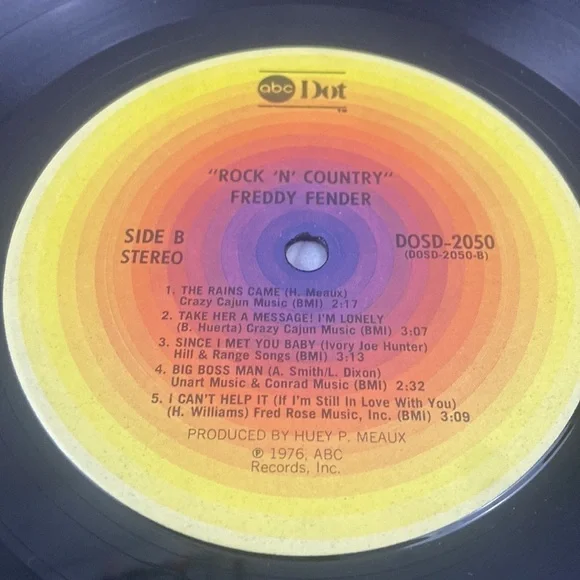 abc Dot
TM
"ROCK 'N' COUNTRY"
FREDDY FENDER
SIDE B
STEREO
DOSD-2050
(DOSD-2050-B)
1. THE RAINS CAME (H. Meaux)
Crazy Cajun Music (BMI) 2:17
2. TAKE HER A MESSAGE! I'M LONELY
(B. Huerta) Crazy Cajun Music (BMI) 3:07
3. SINCE I MET YOU BABY (Ivory Joe Hunter)
Hill & Range Songs (BMI) 3:13
4. BIG BOSS MAN (A. Smith/L. Dixon)
Unart Music & Conrad Music (BMI) 2:32
5. I CAN'T HELP IT (If I'm Still In Love With You)
(H. Williams) Fred Rose Music, Inc. (BMI) 3:09
PRODUCED BY HUEY P. MEAUX
℗ 1976, ABC
Records, Inc.